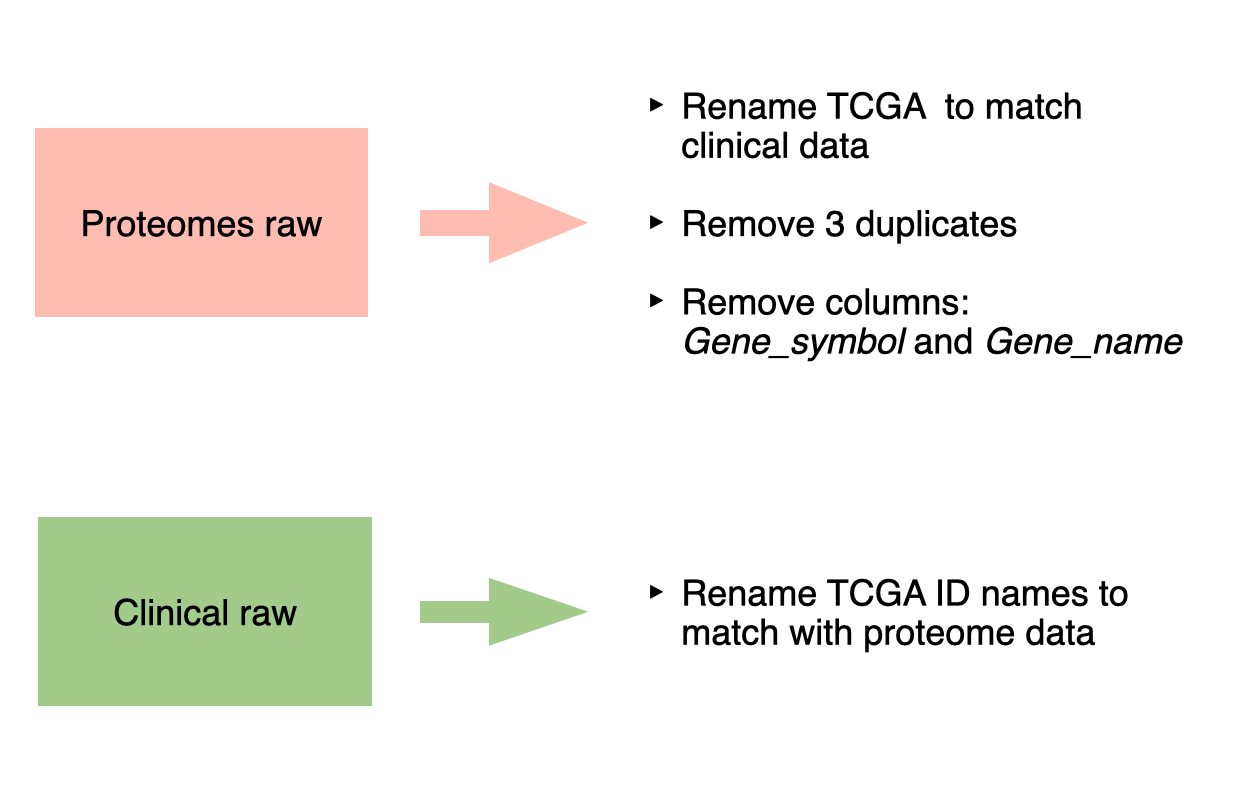 Proteomes raw
‣ Rename TCGA  to match
clinical data
‣ Remove 3 duplicates
‣ Remove columns:
Gene_symbol and Gene_name
Clinical raw
‣ Rename TCGA ID names to
match with proteome data